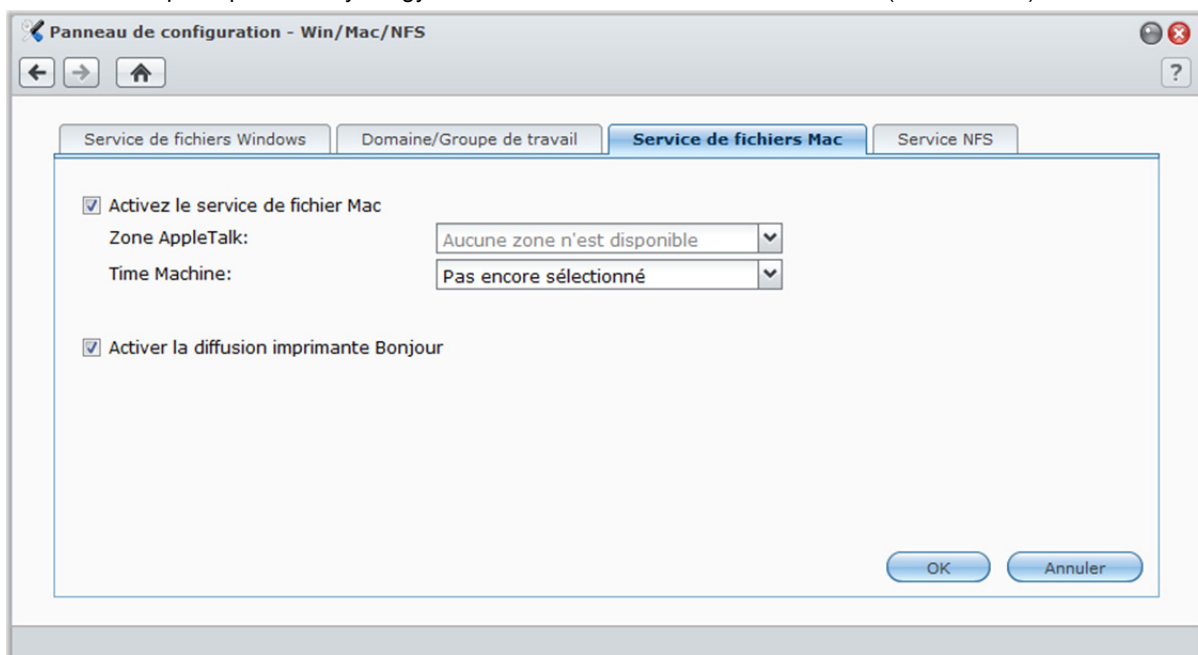 Panneau de configuration - Win/Mac/NFS
?
Service de fichiers Windows
Domaine/Groupe de travail
Service de fichiers Mac
Service NFS
Activez le service de fichier Mac
Zone AppleTalk:
Aucune zone n'est disponible
Time Machine:
Pas encore sélectionné
Activer la diffusion imprimante Bonjour
OK
Annuler